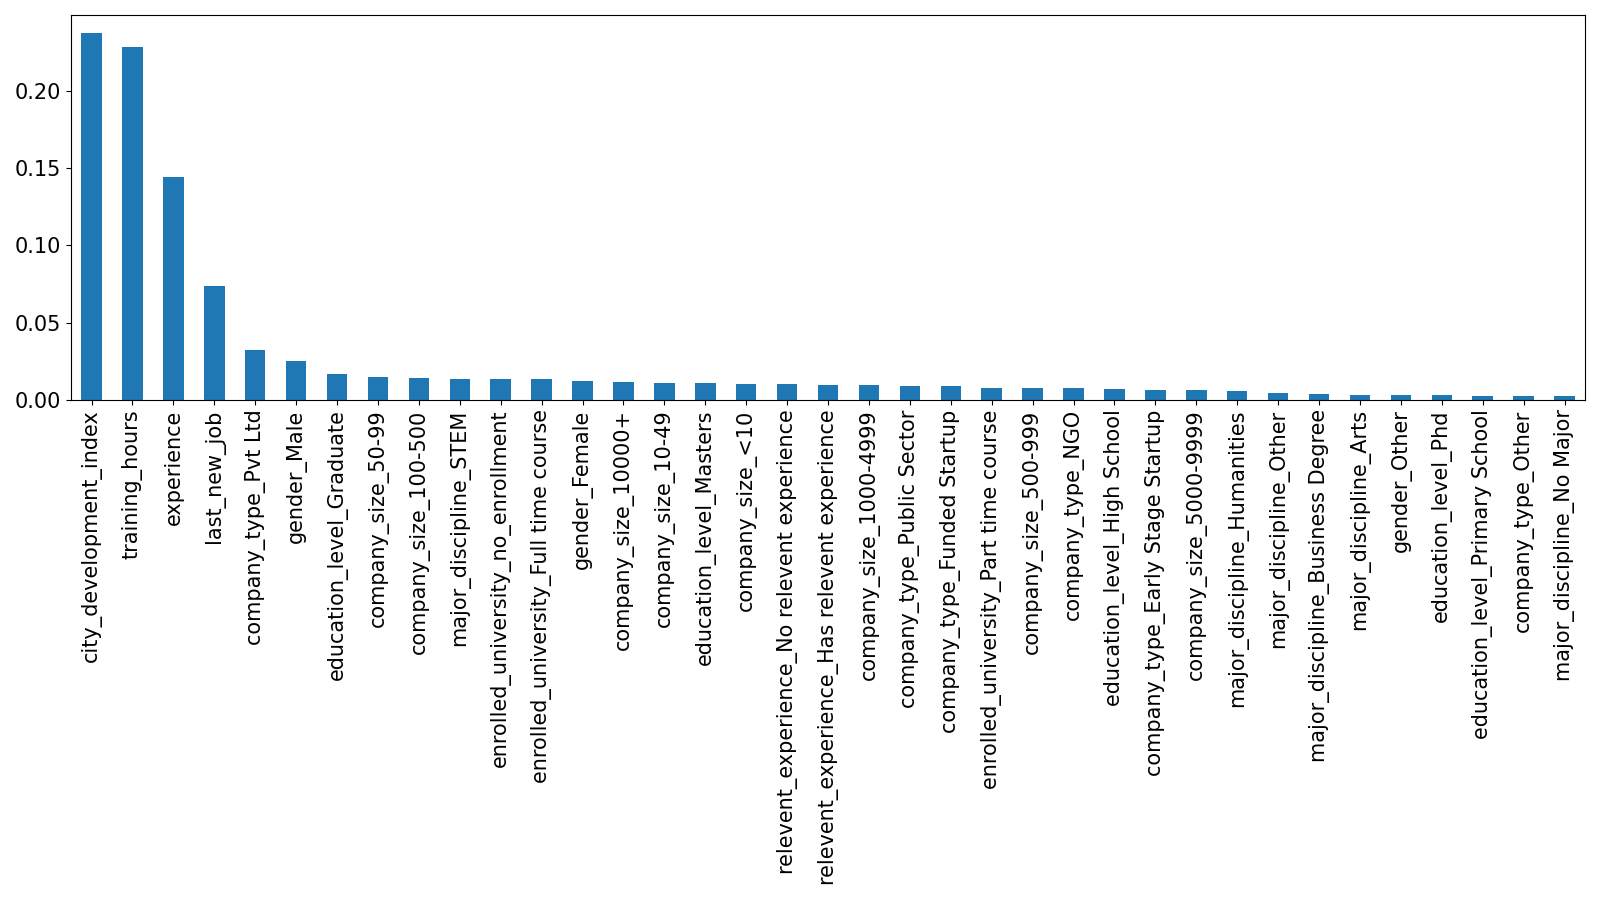 0.20
0.15
0.10
0.05
0.00
city_development_index
training_hours
experience
last_new_job
company_type_Pvt Ltd
gender_Male
education_level_Graduate
company_size_50-99
company_size_100-500
major_discipline_STEM
enrolled_university_no_enrollment
enrolled_university_Full time course
gender_Female
company_size_10000+
company_size_10-49
education_level_Masters
company_size_<10
relevent_experience_No relevent experience
relevent_experience_Has relevent experience
company_size_1000-4999
company_type_Public Sector
company_type_Funded Startup
enrolled_university_Part time course
company_size_500-999
company_type_NGO
education_level_High School
company_type_Early Stage Startup
company_size_5000-9999
major_discipline_Humanities
major_discipline_Other
major_discipline_Business Degree
major_discipline_Arts
gender_Other
education_level_Phd
education_level_Primary School
company_type_Other
major_discipline_No Major